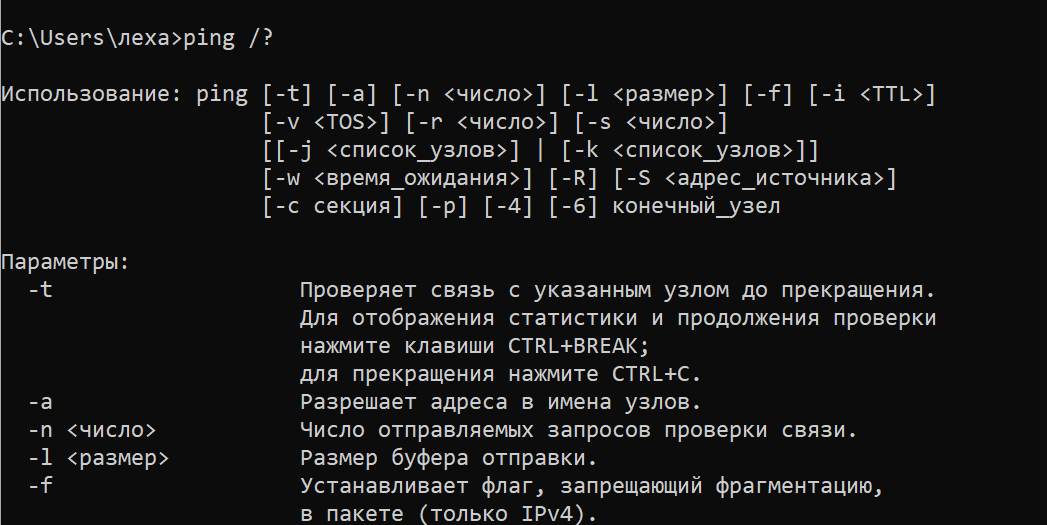 C:\Users\леха>ping /?
Использование: ping [-t] [-a] [-n <число>] [-l <размер>] [-f] [-i <TTL>]
[-v <TOS>] [-r <число>] [-s <число>]
[[-j <список_узлов>] | [-k <список_узлов>]]
[-w <время_ожидания>] [-R] [-S <адрес_источника>]
[-c секция] [-p] [-4] [-6] конечный_узел
Параметры:
-t Проверяет связь с указанным узлом до прекращения.
Для отображения статистики и продолжения проверки
нажмите клавиши CTRL+BREAK;
для прекращения нажмите CTRL+C.
-a Разрешает адреса в имена узлов.
-n <число> Число отправляемых запросов проверки связи.
-l <размер> Размер буфера отправки.
-f Устанавливает флаг, запрещающий фрагментацию,
в пакете (только IPv4).